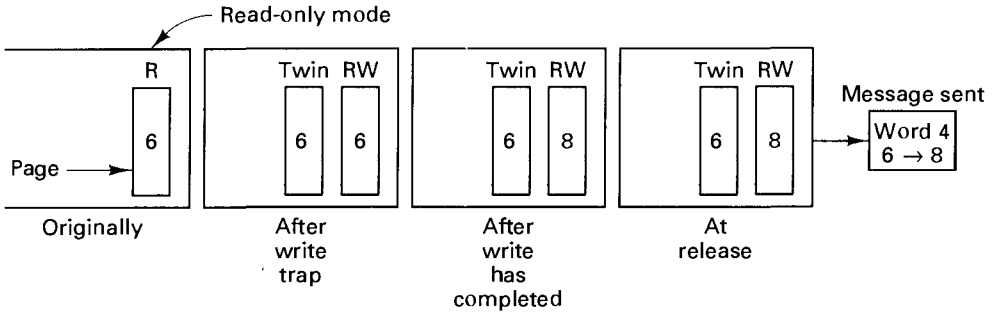 Read-only mode
R
Twin RW
Twin RW
Twin RW
Message sent
Page
6
6 6
6 8
6 8
Word 4
6 → 8
Originally
After
write
trap
After
write
has
completed
At
release